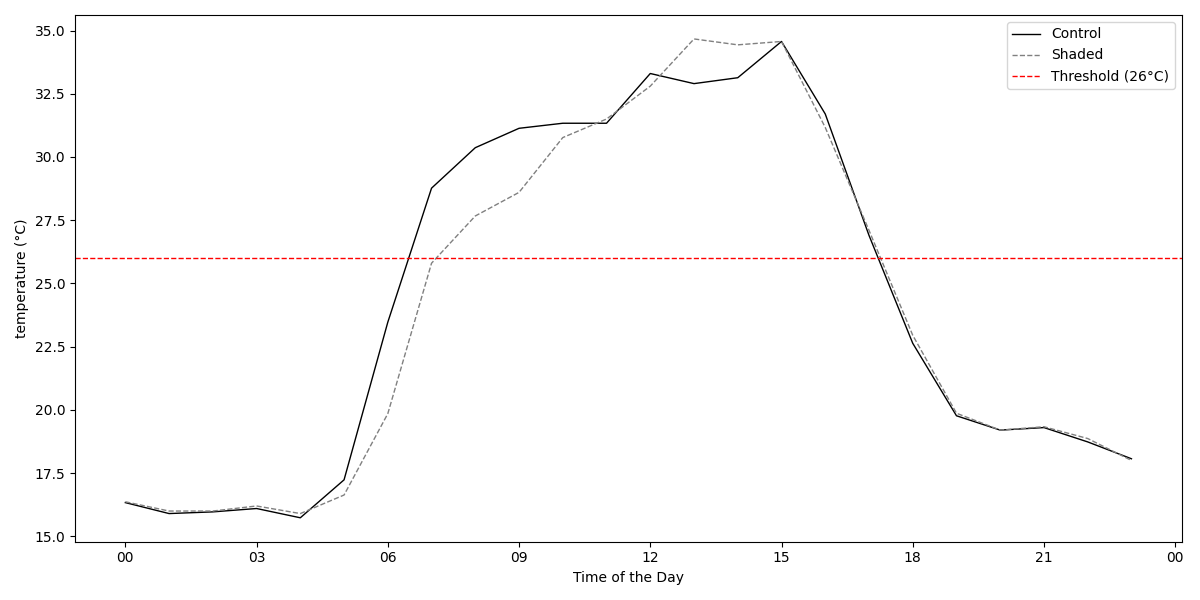 Control
Shaded
Threshold (26°C)
35.0
32.5
30.0
27.5
25.0
22.5
20.0
17.5
15.0
temperature (°C)
00 03 06 09 12 15 18 21 00
Time of the Day